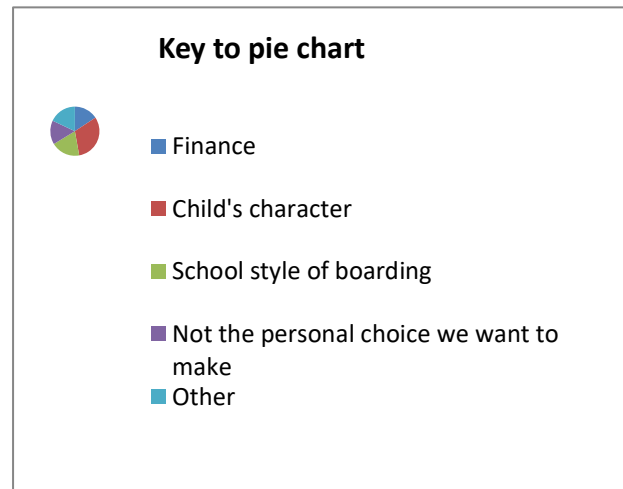 Key to pie chart
Finance
Child's character
School style of boarding
Not the personal choice we want to
make
Other